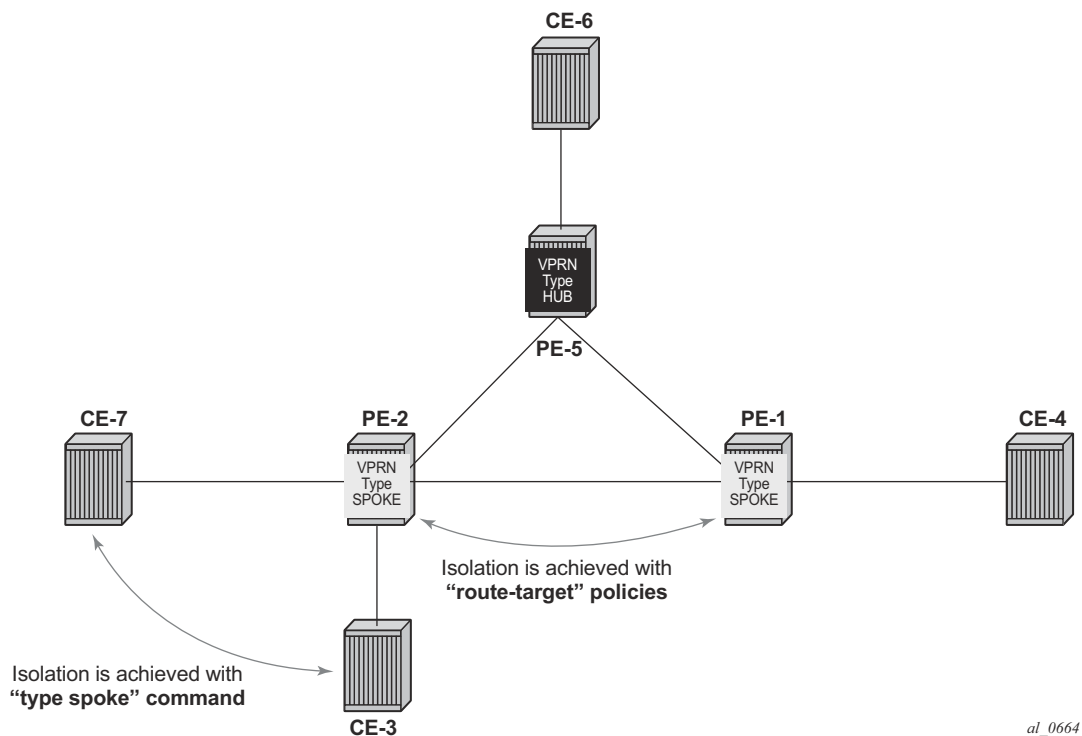 CE-6
VPRN
Type
HUB
PE-5
CE-7
PE-2
PE-1
CE-4
VPRN
Type
SPOKE
VPRN
Type
SPOKE
Isolation is achieved with
“route-target” policies
Isolation is achieved with
“type spoke” command
CE-3
al_0664